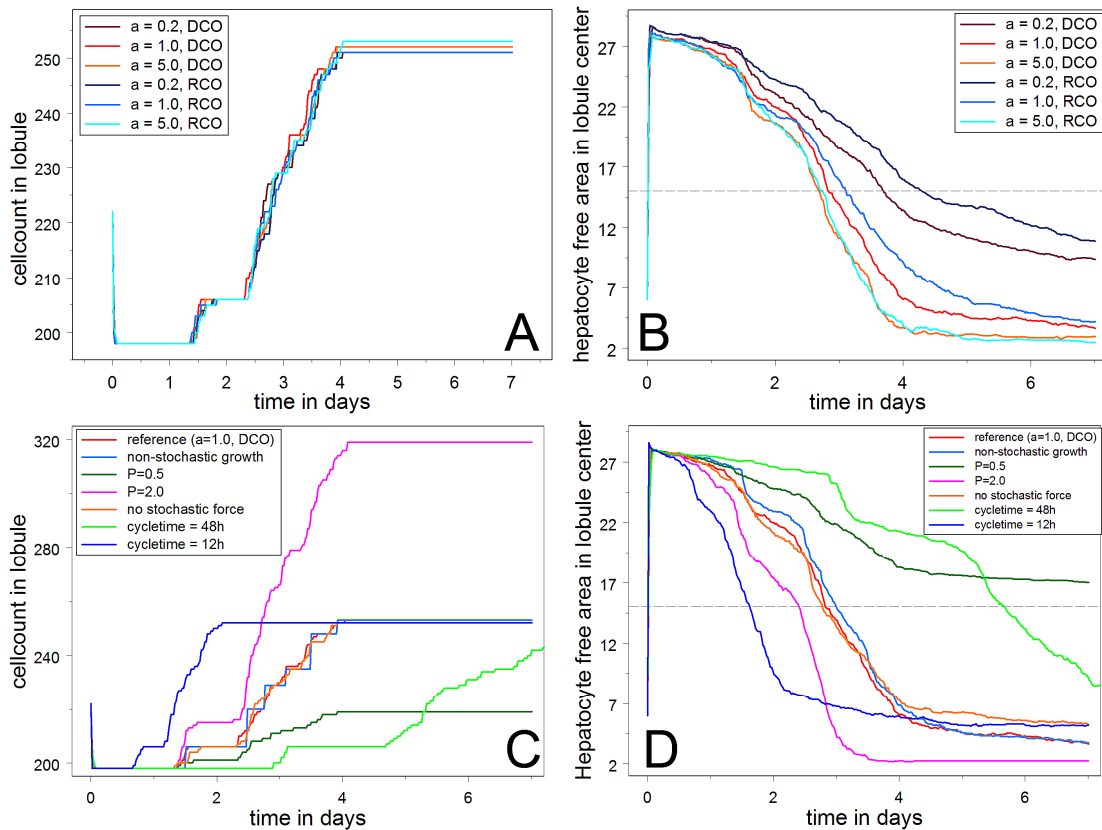 a = 0.2, DCO
a = 1.0, DCO
a = 5.0, DCO
a = 0.2, RCO
a = 1.0, RCO
a = 5.0, RCO
250
240
230
220
210
200
cellcount in lobule
A
0 1 2 3 4 5 6 7
time in days
a = 0.2, DCO
a = 1.0, DCO
a = 5.0, DCO
a = 0.2, RCO
a = 1.0, RCO
a = 5.0, RCO
27
22
17
12
7
2
hepatocyte free area in lobule center
B
0 2 4 6
time in days
reference (a=1.0, DCO)
non-stochastic growth
P=0.5
P=2.0
no stochastic force
cycletime = 48h
cycletime = 12h
320
280
240
200
cellcount in lobule
C
0 2 4 6
time in days
reference (a=1.0, DCO)
non-stochastic growth
P=0.5
P=2.0
no stochastic force
cycletime = 48h
cycletime = 12h
27
22
17
12
7
2
Hepatocyte free area in lobule center
D
0 2 4 6
time in days